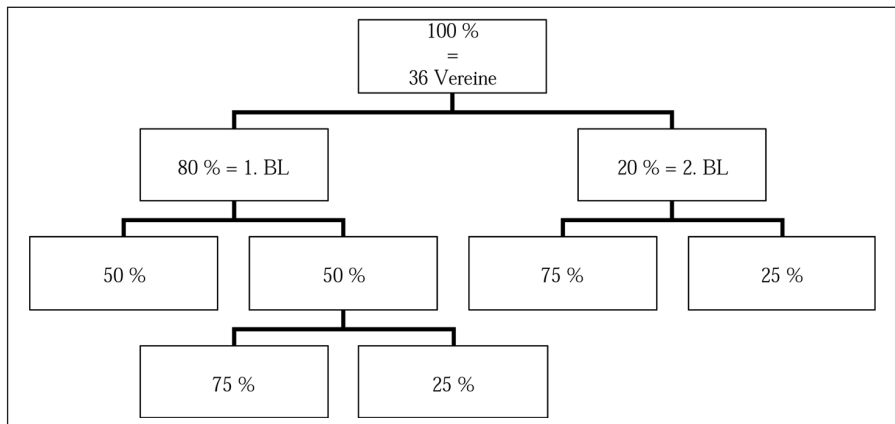 100 %
=
36 Vereine
80 % = 1. BL
20 % = 2. BL
50 %
50 %
75 %
25 %
75 %
25 %